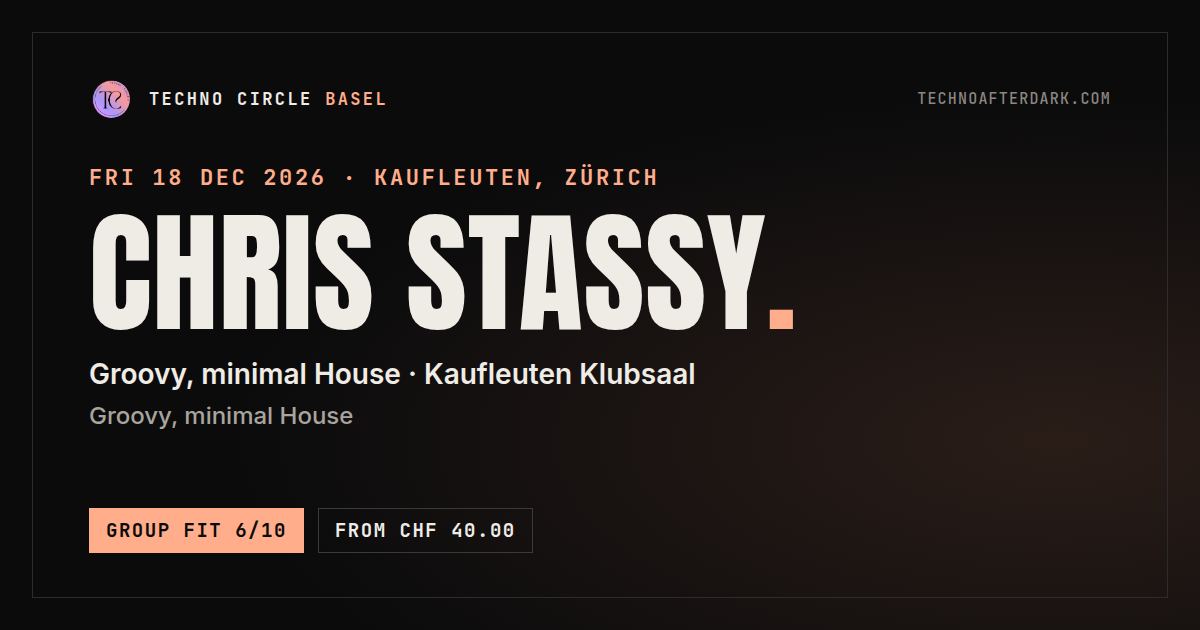 TC
TECHNO CIRCLE BASEL
TECHNOAFTERDARK.COM
FRI 18 DEC 2026 · KAUFLEUTEN, ZÜRICH
CHRIS STASSY.
Groovy, minimal House · Kaufleuten Klubsaal
Groovy, minimal House
GROUP FIT 6/10
FROM CHF 40.00